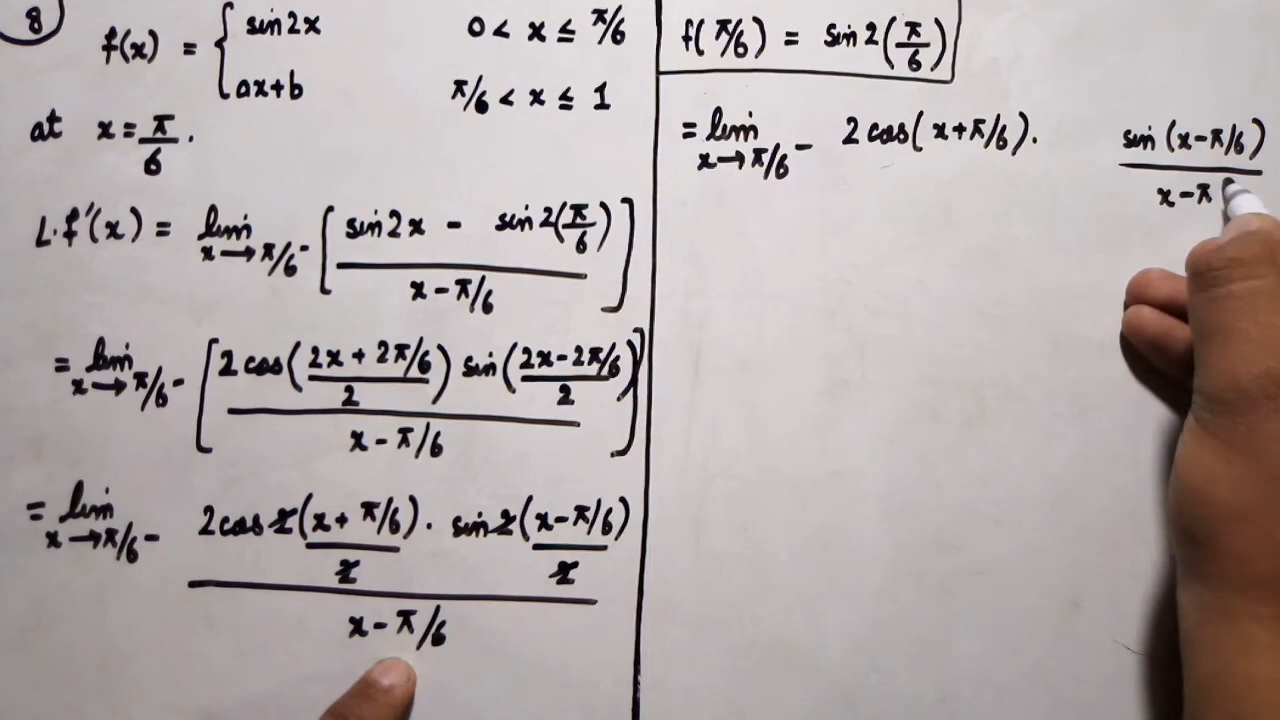 8
f(x) = { sin2x    0 < x ≤ π/6
ax+b    π/6 < x ≤ 1
at x = π/6 .
L.f'(x) = lim x→π/6⁻ [ (sin2x - sin2(π/6)) / (x - π/6) ]
= lim x→π/6⁻ [ (2cos((2x + 2π/6)/2) sin((2x - 2π/6)/2)) / (x - π/6) ]
= lim x→π/6⁻ (2cos 2(x + π/6)/2 . sin 2(x - π/6)/2) / (x - π/6)
f(π/6) = sin2(π/6)
= lim x→π/6⁻ 2cos(x + π/6). sin(x - π/6) / x - π